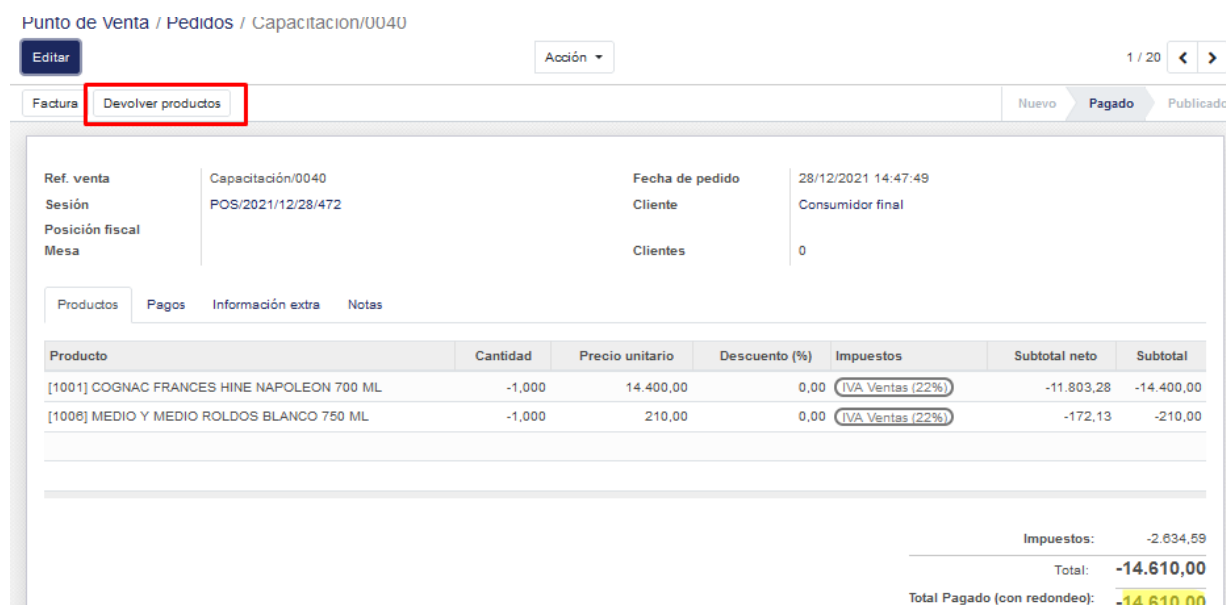 Punto de Venta / Pedidos / Capacitación/0040
Editar Acción 1 / 20
Factura Devolver productos Nuevo Pagado Publicado
Ref. venta Capacitación/0040 Fecha de pedido 28/12/2021 14:47:49
Sesión POS/2021/12/28/472 Cliente Consumidor final
Posición fiscal
Mesa Clientes 0
Productos Pagos Información extra Notas
Producto Cantidad Precio unitario Descuento (%) Impuestos Subtotal neto Subtotal
[1001] COGNAC FRANCES HINE NAPOLEON 700 ML -1,000 14.400,00 0,00 IVA Ventas (22%) -11.803,28 -14.400,00
[1006] MEDIO Y MEDIO ROLDOS BLANCO 750 ML -1,000 210,00 0,00 IVA Ventas (22%) -172,13 -210,00
Impuestos: -2.634,59
Total: -14.610,00
Total Pagado (con redondeo): -14.610,00